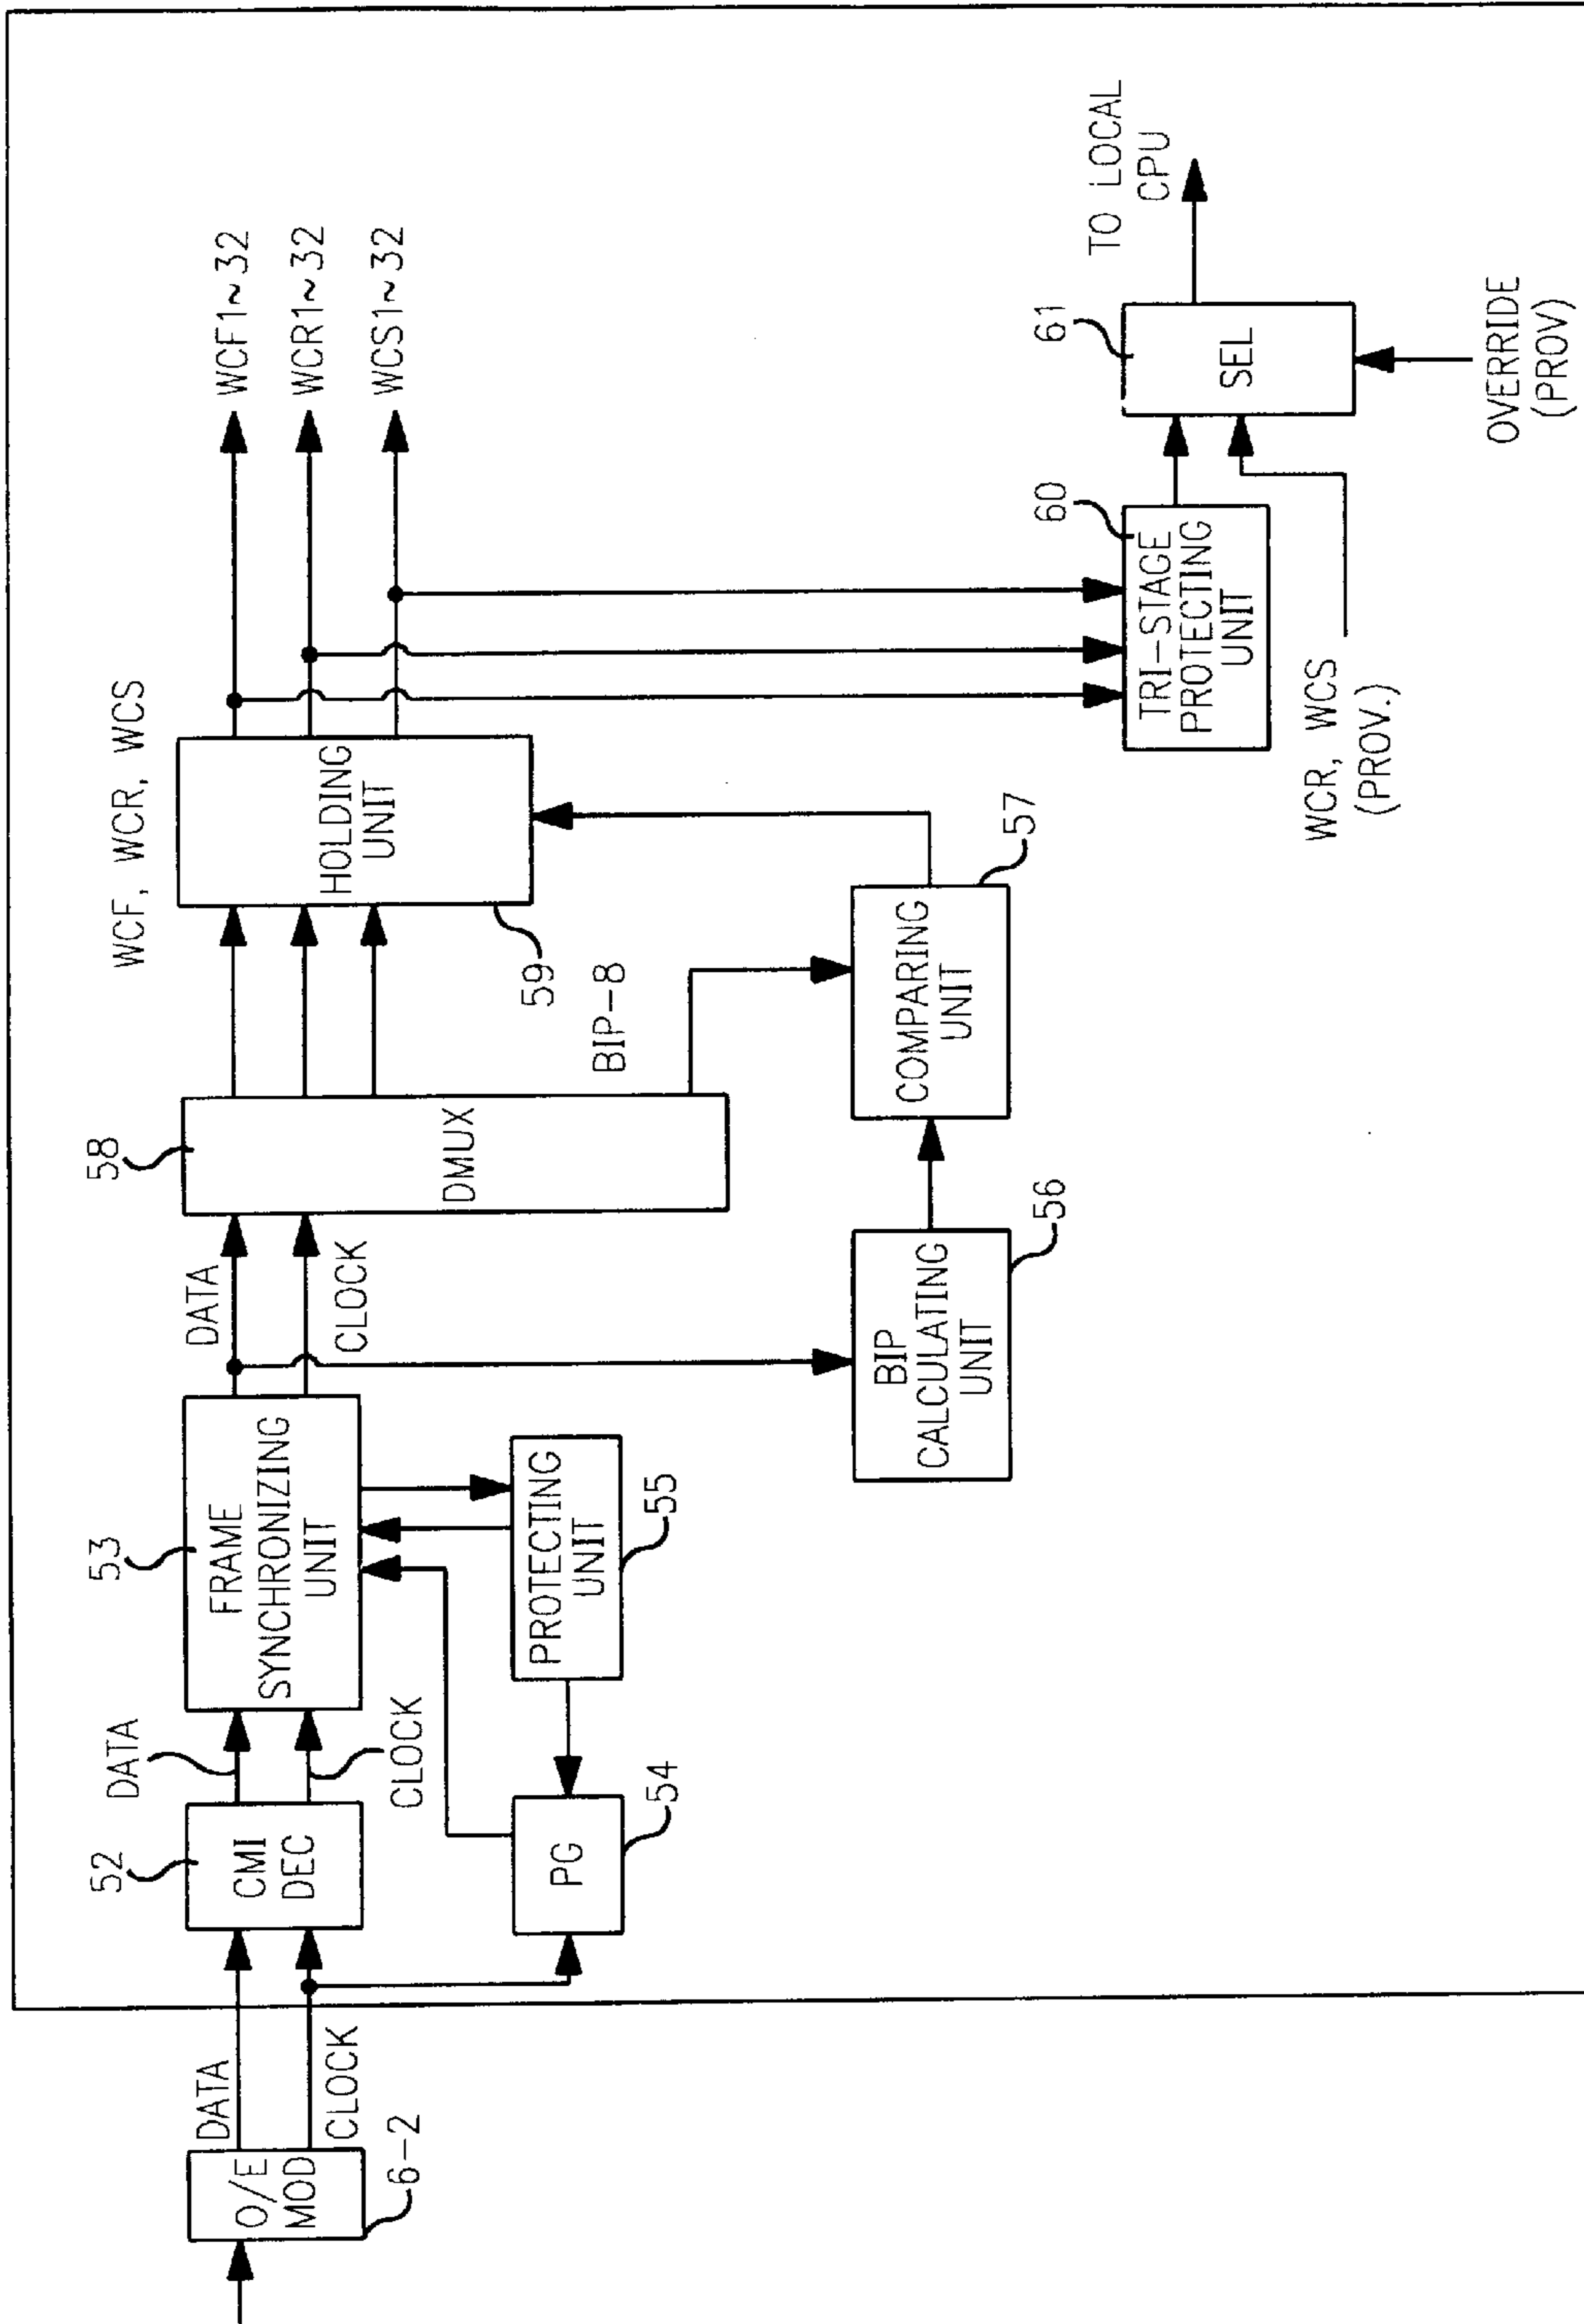 O/E
MOD
6-2
DATA
CLOCK
52
CMI
DEC
DATA
CLOCK
53
FRAME
SYNCHRONIZING
UNIT
PG
54
PROTECTING
UNIT
55
DATA
CLOCK
58
DMUX
BIP-8
BIP
CALCULATING
UNIT
56
COMPARING
UNIT
57
WCF, WCR, WCS
HOLDING
UNIT
59
WCF1~32
WCR1~32
WCS1~32
60
TRI-STAGE
PROTECTING
UNIT
WCR, WCS
(PROV.)
61
SEL
OVERRIDE
(PROV)
TO LOCAL
CPU